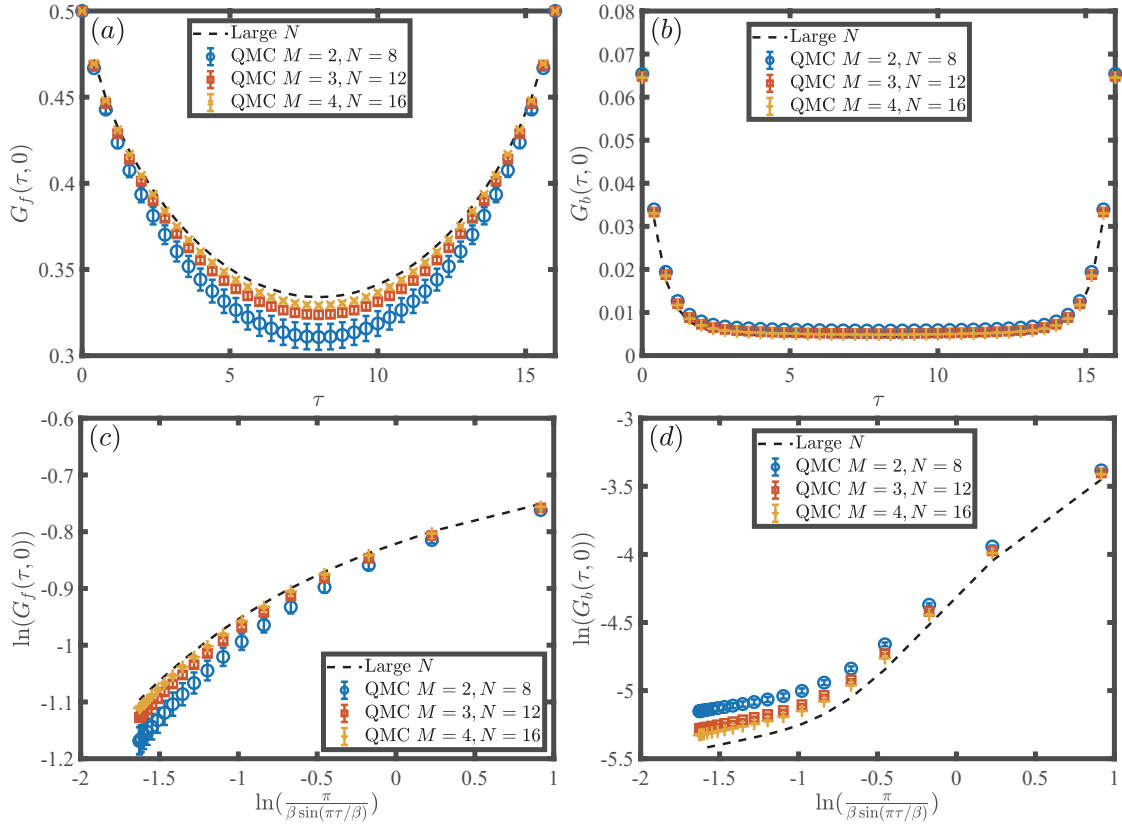 (a)
Large N
QMC M = 2, N = 8
QMC M = 3, N = 12
QMC M = 4, N = 16
0.5
0.45
0.4
0.35
0.3
G_f(τ, 0)
0 5 10 15
τ
(b)
Large N
QMC M = 2, N = 8
QMC M = 3, N = 12
QMC M = 4, N = 16
0.08
0.07
0.06
0.05
0.04
0.03
0.02
0.01
0
G_b(τ, 0)
0 5 10 15
τ
(c)
-0.6
-0.7
-0.8
-0.9
-1
-1.1
-1.2
ln(G_f(τ, 0))
Large N
QMC M = 2, N = 8
QMC M = 3, N = 12
QMC M = 4, N = 16
-2 -1.5 -1 -0.5 0 0.5 1
ln(π/(β sin(πτ/β)))
(d)
Large N
QMC M = 2, N = 8
QMC M = 3, N = 12
QMC M = 4, N = 16
-3
-3.5
-4
-4.5
-5
-5.5
ln(G_b(τ, 0))
-2 -1.5 -1 -0.5 0 0.5 1
ln(π/(β sin(πτ/β)))